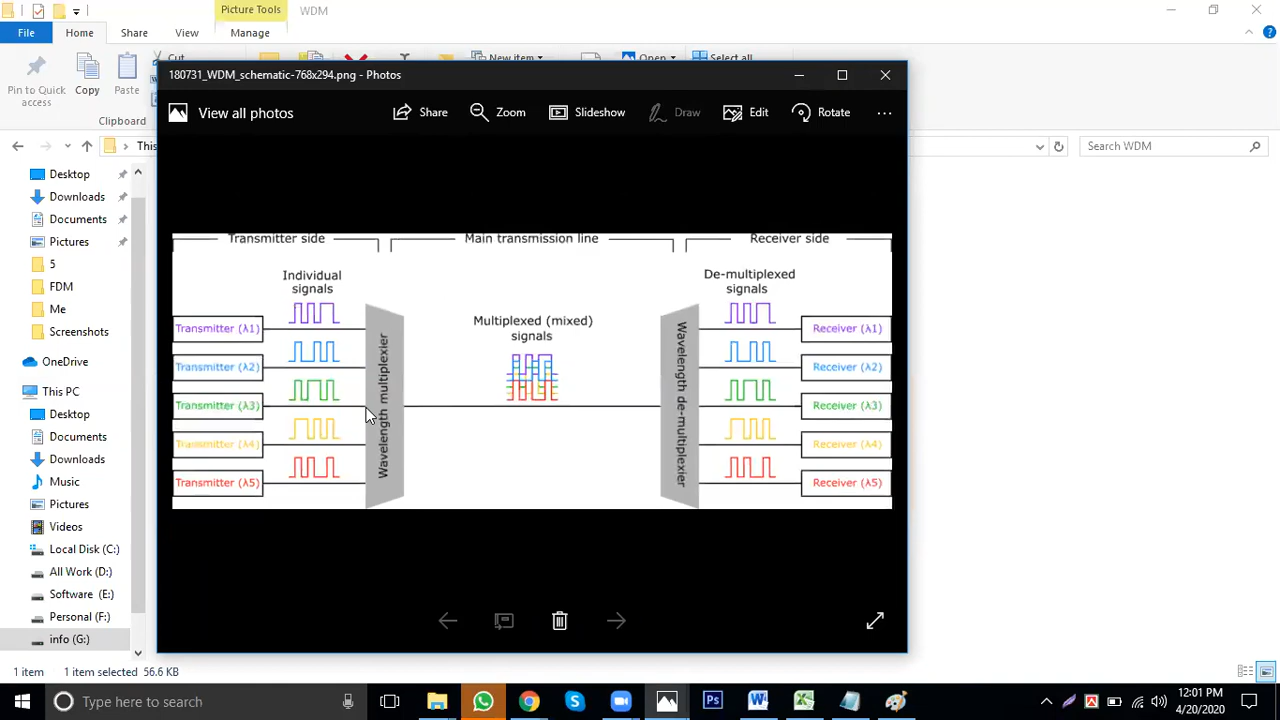 Picture Tools
WDM
File
Home
Share
View
Manage
Cut
New item
Open
Select all
Pin to Quick
access
Copy
Paste
Clipboard
This
Search WDM
180731_WDM_schematic-768x294.png - Photos
View all photos
Share
Zoom
Slideshow
Draw
Edit
Rotate
Transmitter side
Main transmission line
Receiver side
Individual
signals
De-multiplexed
signals
Multiplexed (mixed)
signals
Transmitter (λ1)
Transmitter (λ2)
Transmitter (λ3)
Transmitter (λ4)
Transmitter (λ5)
Wavelength multiplexier
Wavelength de-multiplexier
Receiver (λ1)
Receiver (λ2)
Receiver (λ3)
Receiver (λ4)
Receiver (λ5)
Desktop
Downloads
Documents
Pictures
5
FDM
Me
Screenshots
OneDrive
This PC
Desktop
Documents
Downloads
Music
Pictures
Videos
Local Disk (C:)
All Work (D:)
Software (E:)
Personal (F:)
info (G:)
1 item
1 item selected 56.6 KB
Type here to search
12:01 PM
4/20/2020